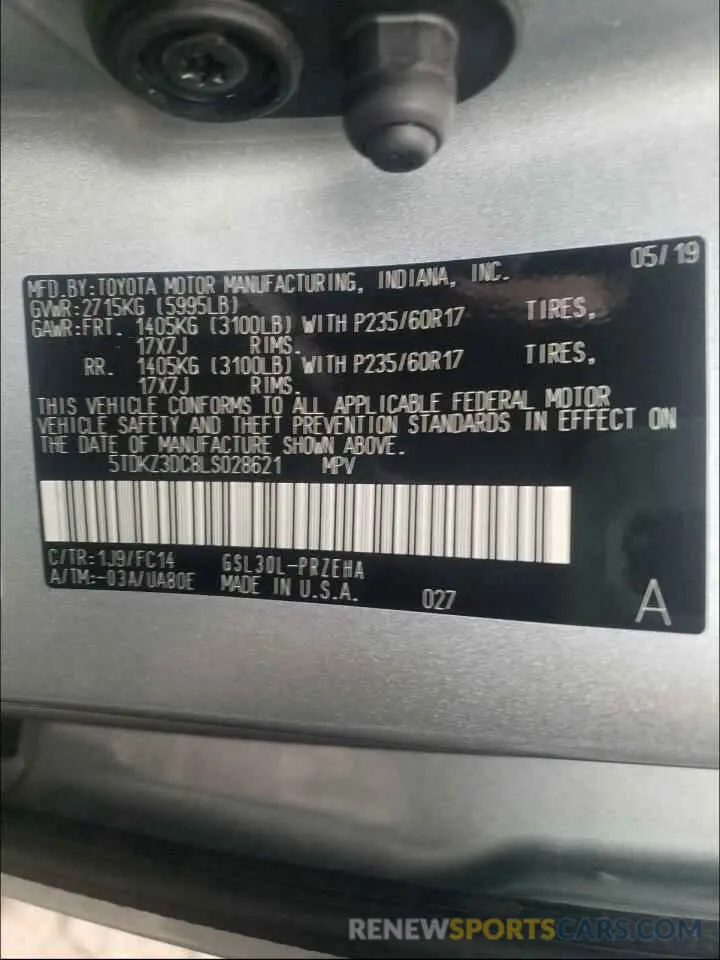 05/19
MFD.BY:TOYOTA MOTOR MANUFACTURING, INDIANA, INC.
GVWR:2715KG (5995LB)
GAWR:FRT. 1405KG (3100LB) WITH P235/60R17 TIRES,
17X7J RIMS.
RR. 1405KG (3100LB) WITH P235/60R17 TIRES,
17X7J RIMS.
THIS VEHICLE CONFORMS TO ALL APPLICABLE FEDERAL MOTOR
VEHICLE SAFETY AND THEFT PREVENTION STANDARDS IN EFFECT ON
THE DATE OF MANUFACTURE SHOWN ABOVE.
5TDKZ3DC8LS028621 MPV
C/TR:1J9/FC14 GSL30L-PRZEHA
A/TM:-03A/UA80E MADE IN U.S.A. 027 A
RENEWSPORTSCARS.COM